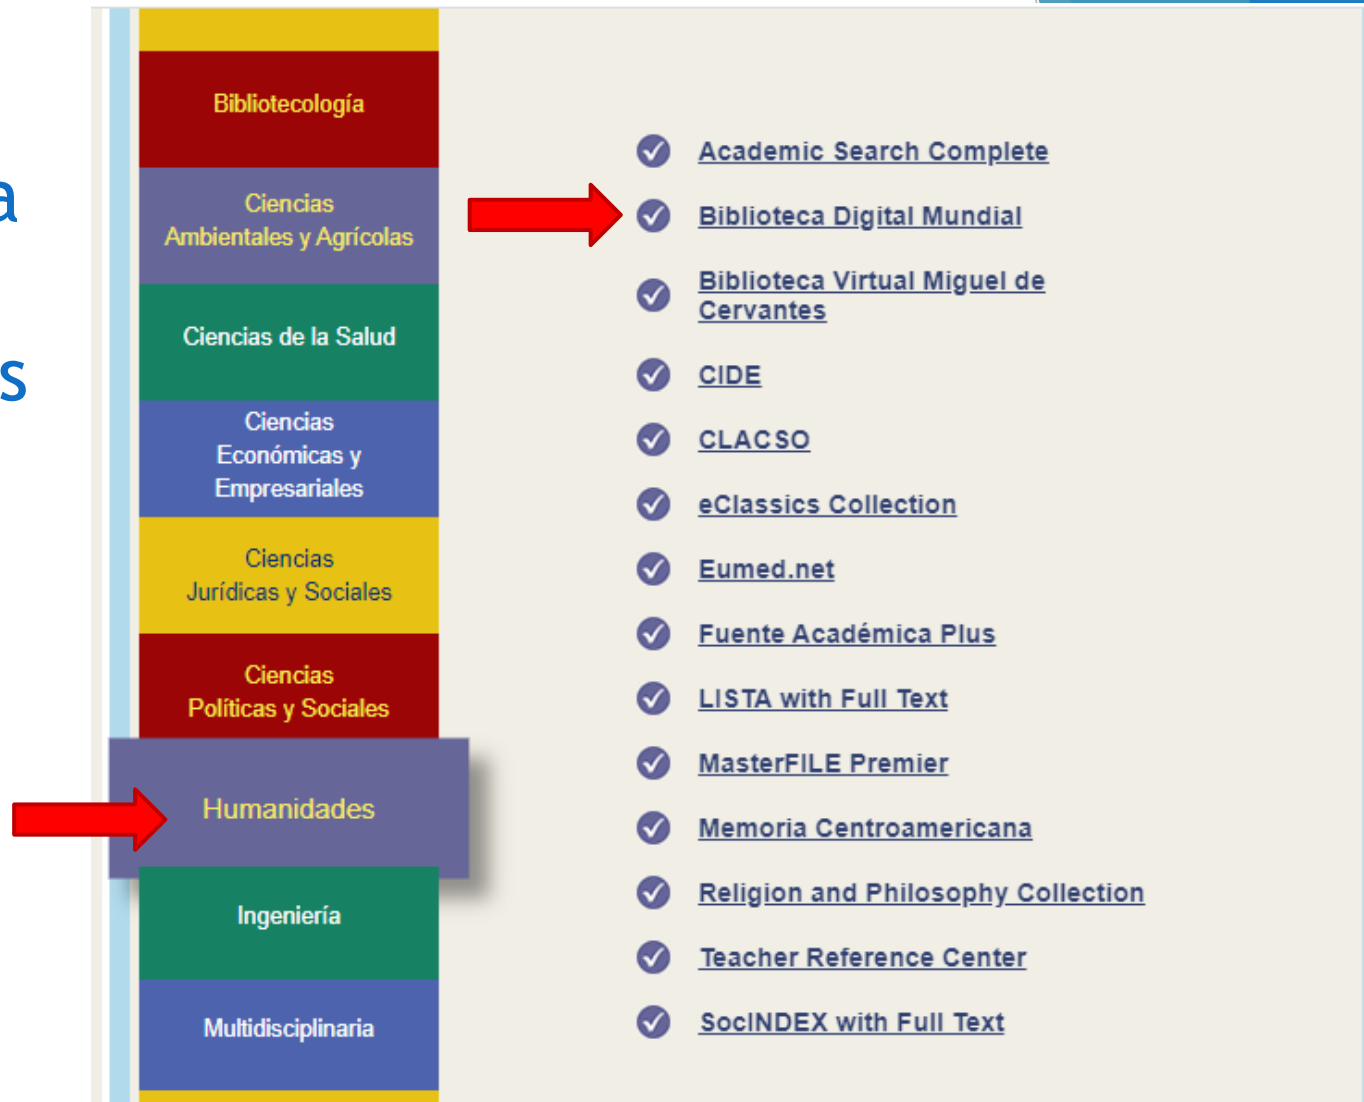 Bibliotecología
Ciencias
Ambientales y Agrícolas
Ciencias de la Salud
Ciencias
Económicas y
Empresariales
Ciencias
Jurídicas y Sociales
Ciencias
Políticas y Sociales
Humanidades
Ingeniería
Multidisciplinaria
Academic Search Complete
Biblioteca Digital Mundial
Biblioteca Virtual Miguel de
Cervantes
CIDE
CLACSO
eClassics Collection
Eumed.net
Fuente Académica Plus
LISTA with Full Text
MasterFILE Premier
Memoria Centroamericana
Religion and Philosophy Collection
Teacher Reference Center
SocINDEX with Full Text